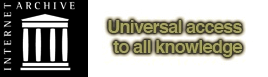 INTERNET ARCHIVE
Universal access
to all knowledge